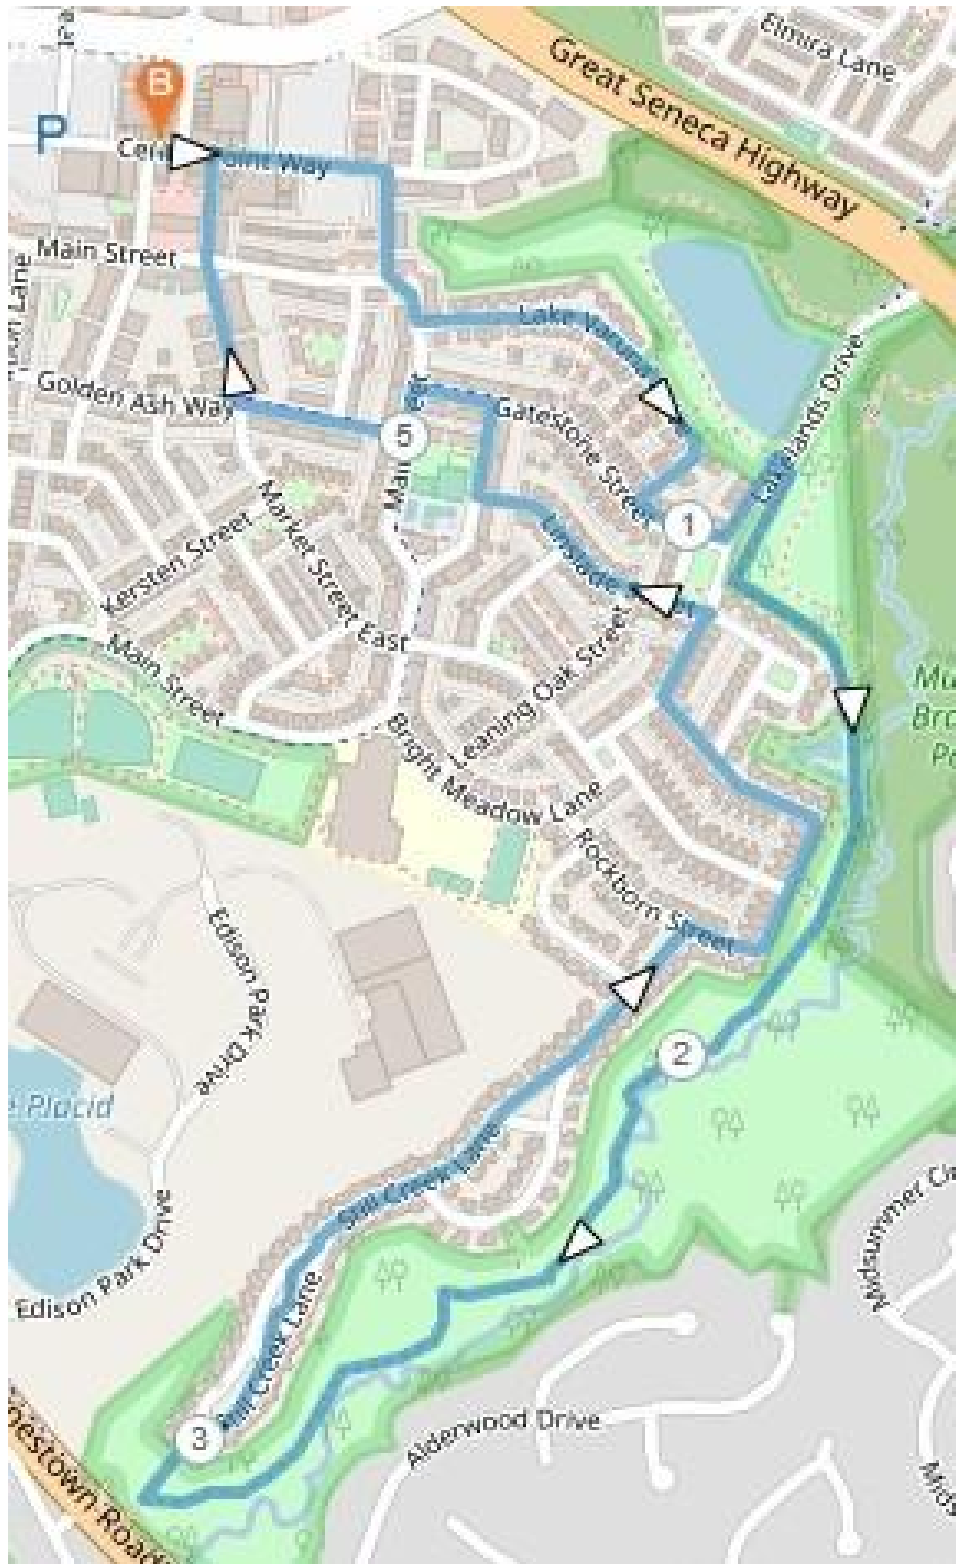 Elmira Lane
Great Seneca Highway
B
P
Main Street
Lakelands Drive
Golden Ash Way
Gatestone Street
5
1
Kersten Street
Market Street East
Leaning Oak Street
Main Street
Bright Meadow Lane
Rockborn Street
Edison Park Drive
2
Still Creek Lane
Edison Park Drive
Still Creek Lane
3
Alderwood Drive